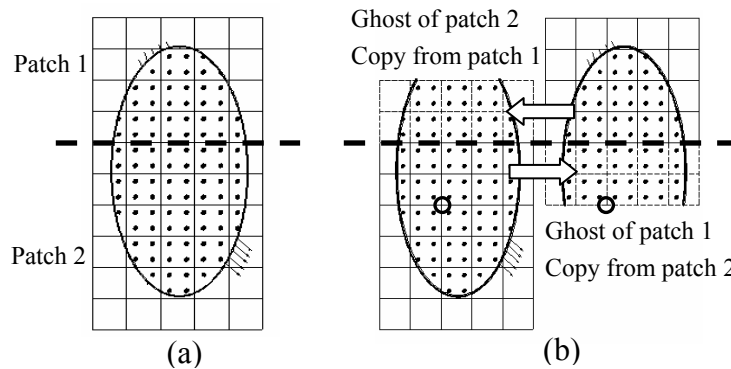 Patch 1
Patch 2
(a)
Ghost of patch 2
Copy from patch 1
Ghost of patch 1
Copy from patch 2
(b)